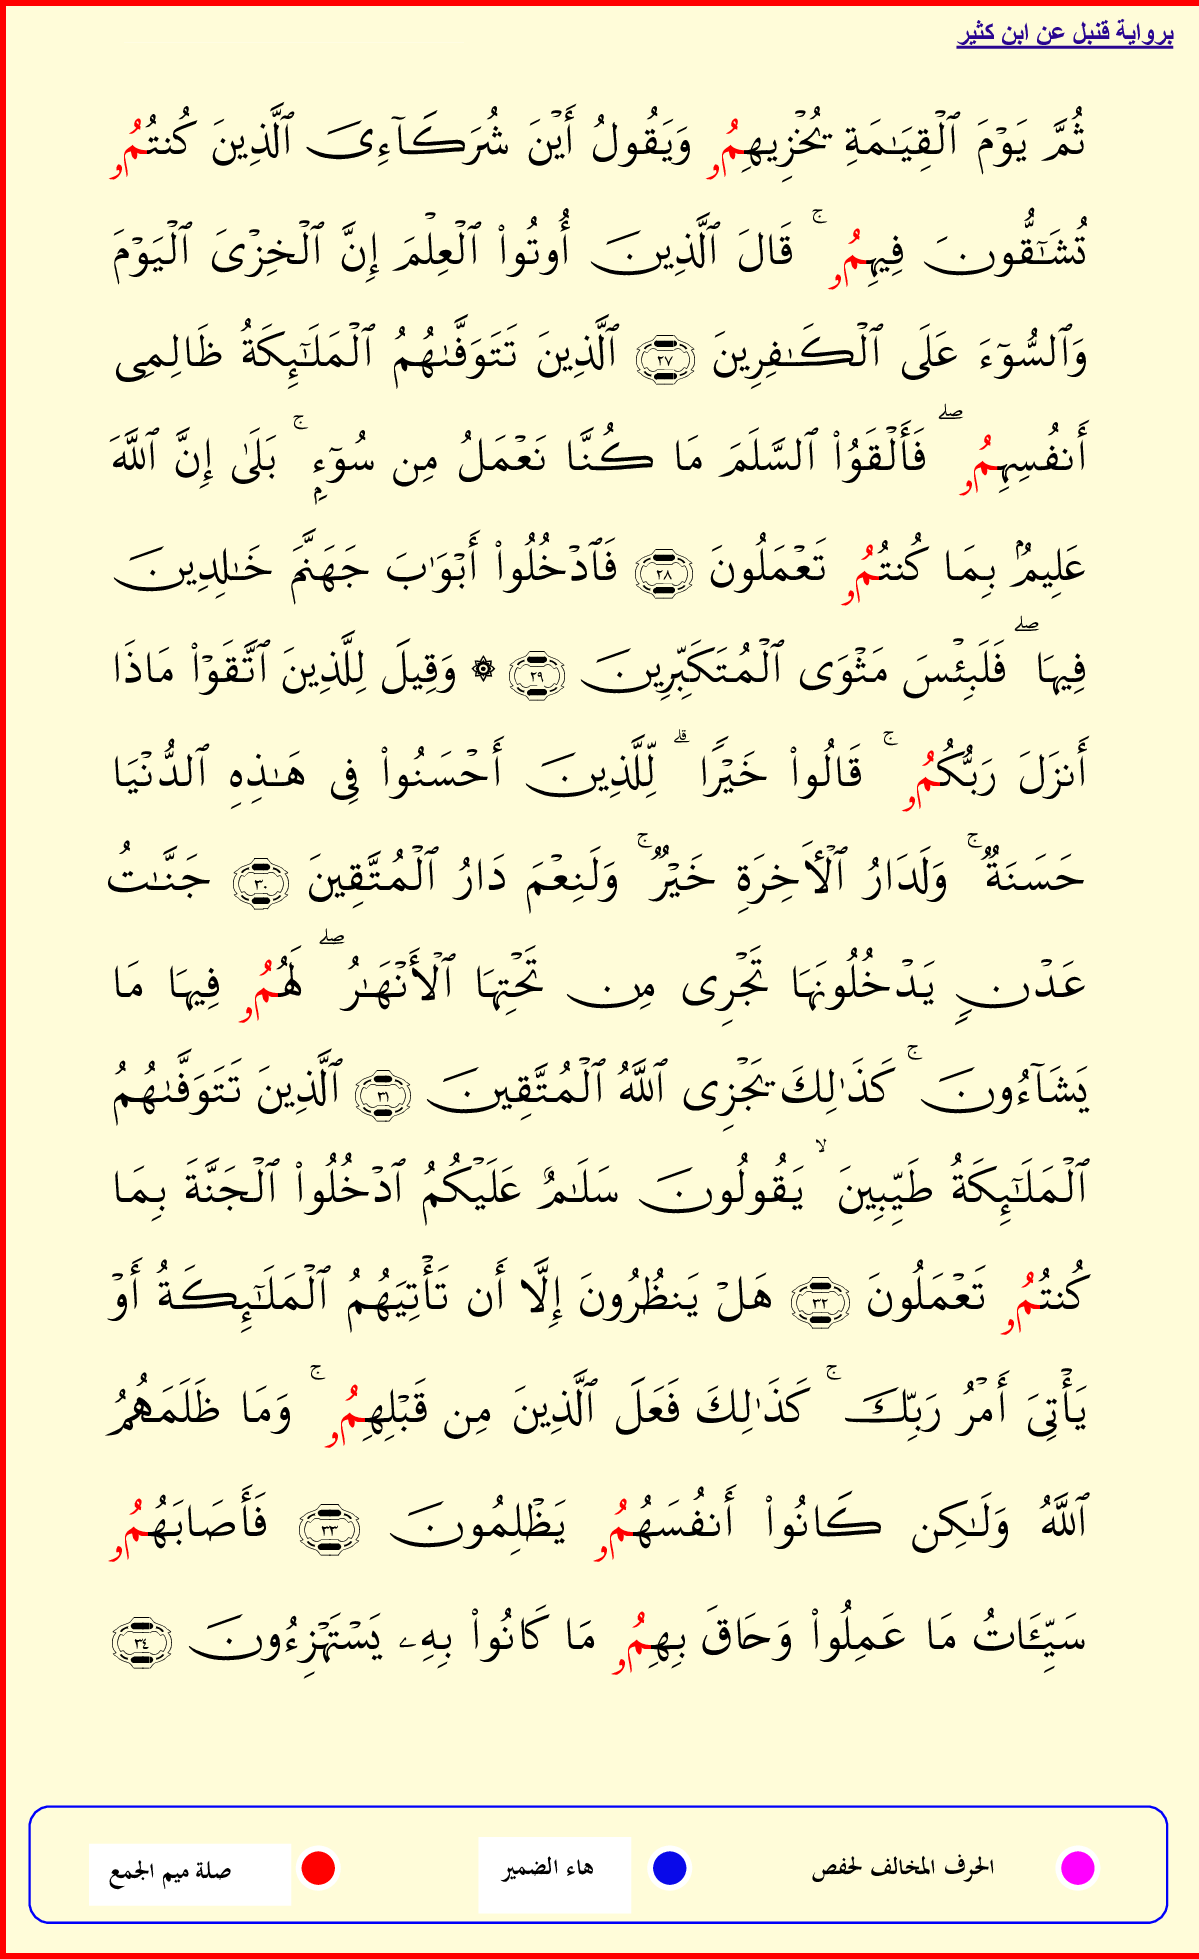 برواية قنبل عن ابن كثير
ثُمَّ يَوْمَ ٱلْقِيَـٰمَةِ يُخْزِيهِمُۥ وَيَقُولُ أَيْنَ شُرَكَآءِىَ ٱلَّذِينَ كُنتُمُۥ
تُشَـٰٓقُّونَ فِيهِمُۥ ۚ قَالَ ٱلَّذِينَ أُوتُوا۟ ٱلْعِلْمَ إِنَّ ٱلْخِزْىَ ٱلْيَوْمَ
وَٱلسُّوٓءَ عَلَى ٱلْكَـٰفِرِينَ ٢٧ ٱلَّذِينَ تَتَوَفَّىٰهُمُ ٱلْمَلَـٰٓئِكَةُ ظَالِمِىٓ
أَنفُسِهِمُۥ ۖ فَأَلْقَوُا۟ ٱلسَّلَمَ مَا كُنَّا نَعْمَلُ مِن سُوٓءٍۭ ۚ بَلَىٰ إِنَّ ٱللَّهَ
عَلِيمٌۢ بِمَا كُنتُمُۥ تَعْمَلُونَ ٢٨ فَٱدْخُلُوا۟ أَبْوَٰبَ جَهَنَّمَ خَـٰلِدِينَ
فِيهَا ۖ فَلَبِئْسَ مَثْوَى ٱلْمُتَكَبِّرِينَ ٢٩ ۞ وَقِيلَ لِلَّذِينَ ٱتَّقَوْا۟ مَاذَا
أَنزَلَ رَبُّكُمُۥ ۚ قَالُوا۟ خَيْرًا ۗ لِّلَّذِينَ أَحْسَنُوا۟ فِى هَـٰذِهِ ٱلدُّنْيَا
حَسَنَةٌ ۚ وَلَدَارُ ٱلْـَٔاخِرَةِ خَيْرٌ ۚ وَلَنِعْمَ دَارُ ٱلْمُتَّقِينَ ٣٠ جَنَّـٰتُ
عَدْنٍ يَدْخُلُونَهَا تَجْرِى مِن تَحْتِهَا ٱلْأَنْهَـٰرُ ۖ لَهُمُۥ فِيهَا مَا
يَشَآءُونَ ۚ كَذَٰلِكَ يَجْزِى ٱللَّهُ ٱلْمُتَّقِينَ ٣١ ٱلَّذِينَ تَتَوَفَّىٰهُمُ
ٱلْمَلَـٰٓئِكَةُ طَيِّبِينَ ۙ يَقُولُونَ سَلَـٰمٌ عَلَيْكُمُ ٱدْخُلُوا۟ ٱلْجَنَّةَ بِمَا
كُنتُمُۥ تَعْمَلُونَ ٣٢ هَلْ يَنظُرُونَ إِلَّا أَن تَأْتِيَهُمُ ٱلْمَلَـٰٓئِكَةُ أَوْ
يَأْتِىَ أَمْرُ رَبِّكَ ۚ كَذَٰلِكَ فَعَلَ ٱلَّذِينَ مِن قَبْلِهِمُۥ ۚ وَمَا ظَلَمَهُمُ
ٱللَّهُ وَلَـٰكِن كَانُوا۟ أَنفُسَهُمُۥ يَظْلِمُونَ ٣٣ فَأَصَابَهُمُۥ
سَيِّـَٔاتُ مَا عَمِلُوا۟ وَحَاقَ بِهِمُۥ مَا كَانُوا۟ بِهِۦ يَسْتَهْزِءُونَ ٣٤
الحرف المخالف لحفص هاء الضمير صلة ميم الجمع